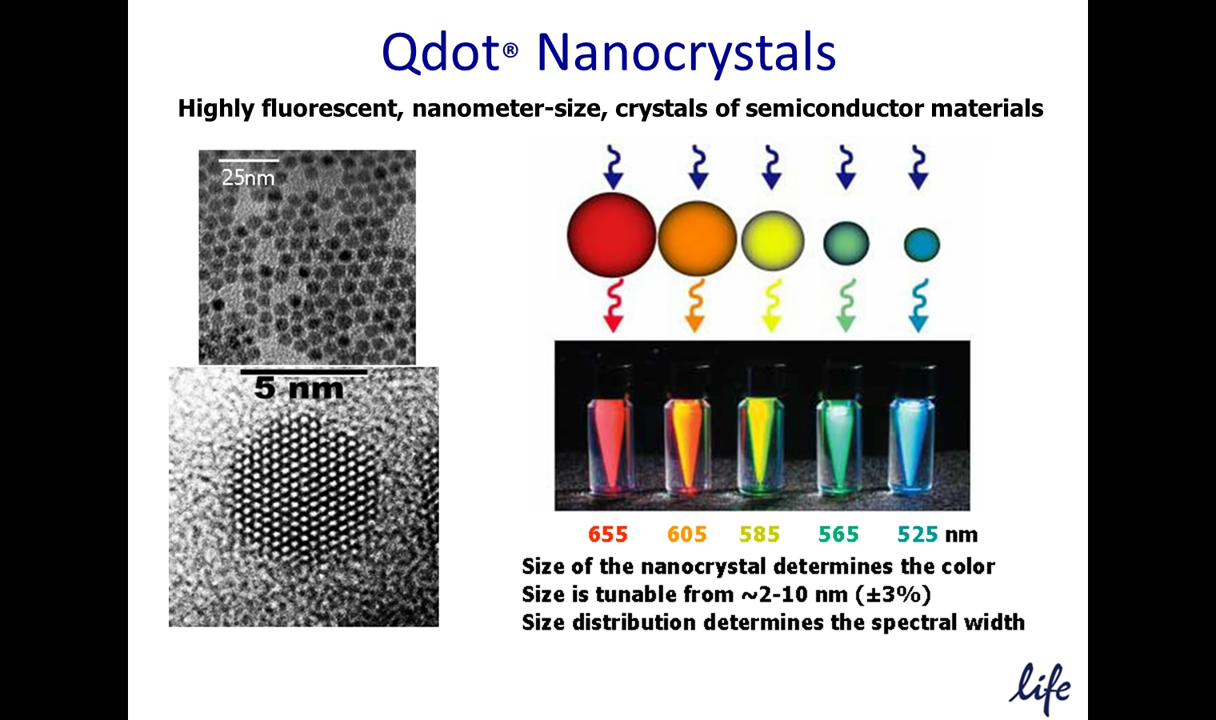 Qdot® Nanocrystals
Highly fluorescent, nanometer-size, crystals of semiconductor materials
25nm
5 nm
655 605 585 565 525 nm
Size of the nanocrystal determines the color
Size is tunable from ~2-10 nm (±3%)
Size distribution determines the spectral width
life